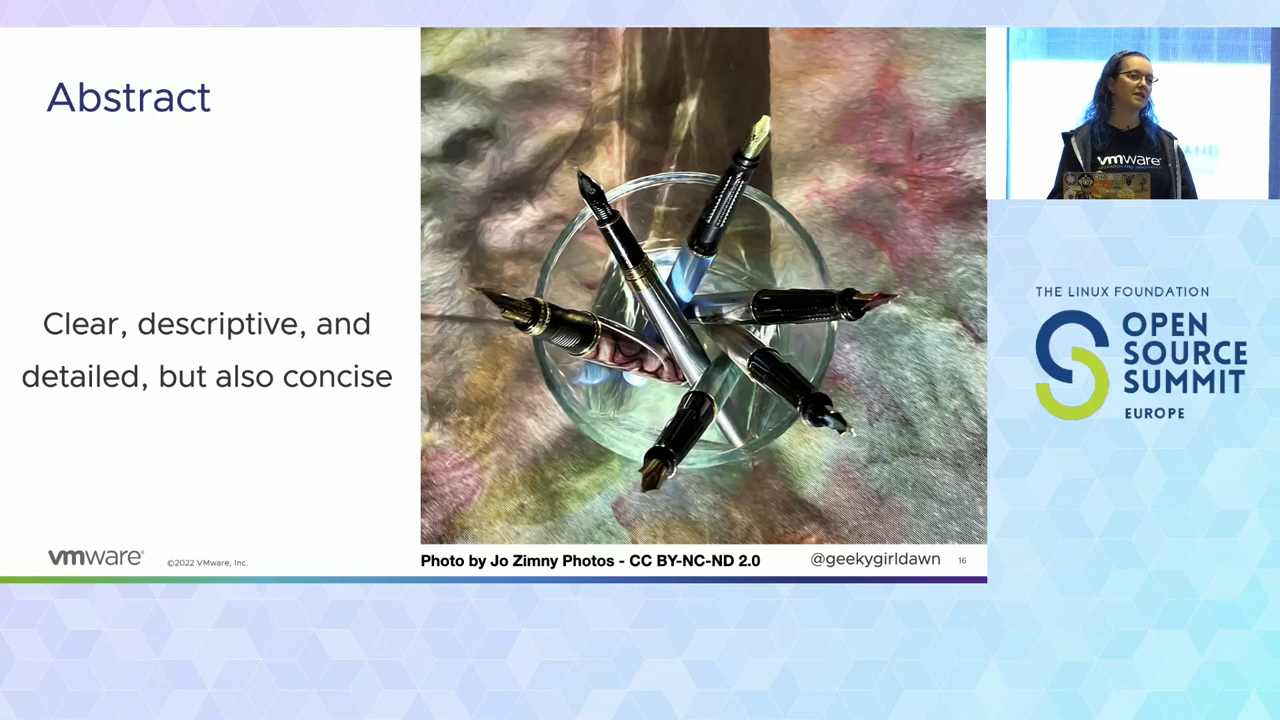 Abstract
Clear, descriptive, and
detailed, but also concise
vmware®
©2022 VMware, Inc.
Photo by Jo Zimny Photos - CC BY-NC-ND 2.0
@geekygirldawn
16
vmware
THE LINUX FOUNDATION
OPEN
SOURCE
SUMMIT
EUROPE